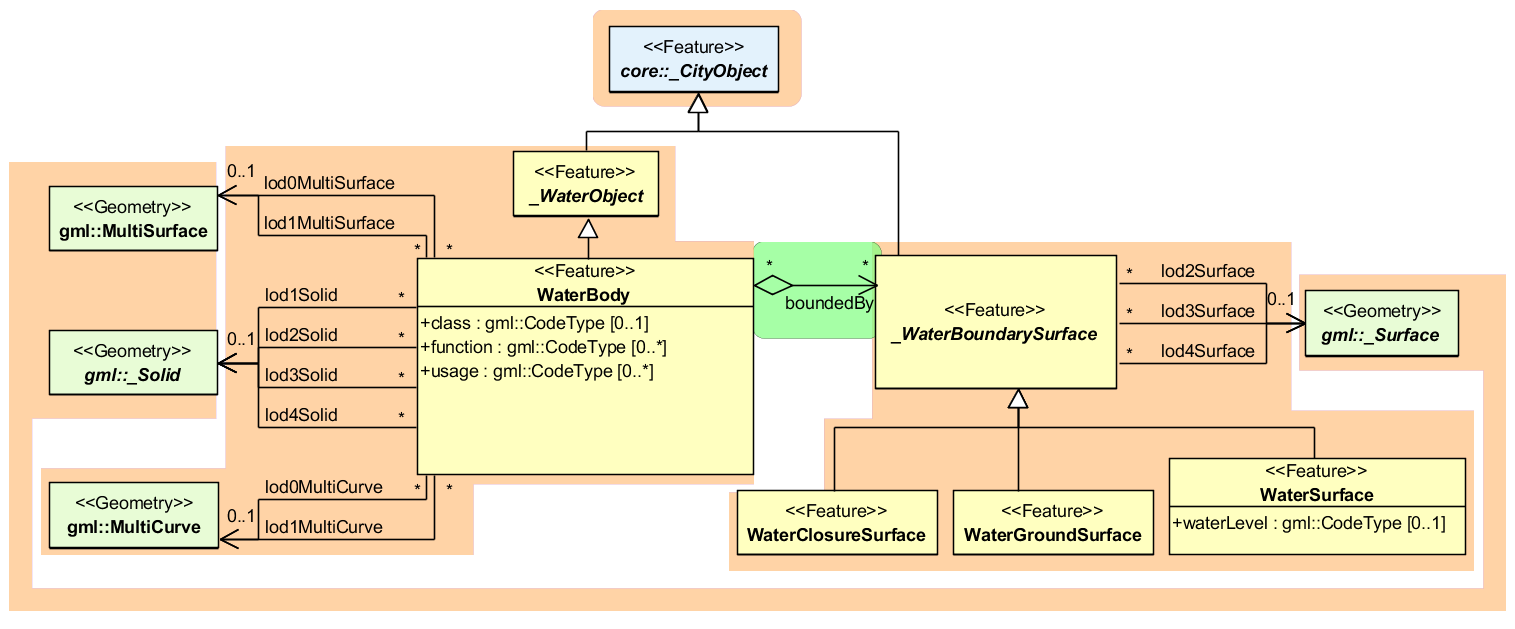 <<Feature>>
core::_CityObject
<<Feature>>
_WaterObject
0..1
lod0MultiSurface
<<Geometry>>
gml::MultiSurface
lod1MultiSurface
*
*
<<Feature>>
WaterBody
+class : gml::CodeType [0..1]
+function : gml::CodeType [0..*]
+usage : gml::CodeType [0..*]
*
*
boundedBy
<<Feature>>
_WaterBoundarySurface
*
lod2Surface
*
lod3Surface
*
lod4Surface
0..1
<<Geometry>>
gml::_Surface
lod1Solid
*
lod2Solid
*
lod3Solid
*
lod4Solid
*
0..1
<<Geometry>>
gml::_Solid
<<Geometry>>
gml::MultiCurve
0..1
lod0MultiCurve
*
*
lod1MultiCurve
<<Feature>>
WaterClosureSurface
<<Feature>>
WaterGroundSurface
<<Feature>>
WaterSurface
+waterLevel : gml::CodeType [0..1]